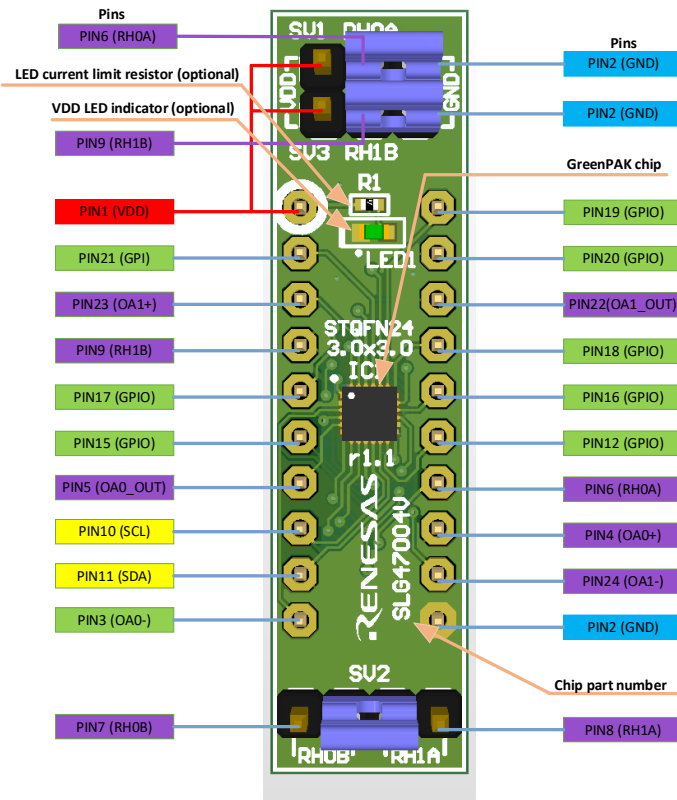 Pins
PIN6 (RH0A)
LED current limit resistor (optional)
VDD LED indicator (optional)
PIN9 (RH1B)
PIN1 (VDD)
PIN21 (GPI)
PIN23 (OA1+)
PIN9 (RH1B)
PIN17 (GPIO)
PIN15 (GPIO)
PIN5 (OA0_OUT)
PIN10 (SCL)
PIN11 (SDA)
PIN3 (OA0-)
PIN7 (RH0B)
SV1 RH0A
VDD
GND
SV3 RH1B
R1
LED1
STQFN24
3.0x3.0
r1.1
RENESAS
SLG47004V
SV2
RH0B
RH1A
Pins
PIN2 (GND)
PIN2 (GND)
GreenPAK chip
PIN19 (GPIO)
PIN20 (GPIO)
PIN22(OA1_OUT)
PIN18 (GPIO)
PIN16 (GPIO)
PIN12 (GPIO)
PIN6 (RH0A)
PIN4 (OA0+)
PIN24 (OA1-)
PIN2 (GND)
Chip part number
PIN8 (RH1A)